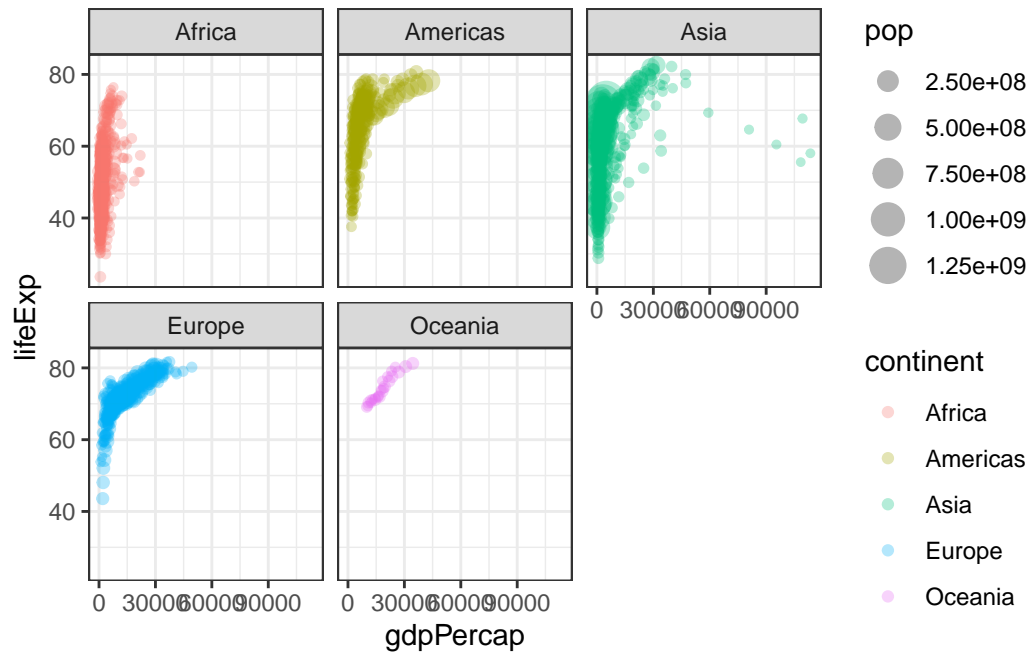 Africa
Americas
Asia
80
60
40
0 30000 60000 90000
Europe
Oceania
80
60
40
0 30000 60000 90000
0 30000 60000 90000
lifeExp
gdpPercap
pop
2.50e+08
5.00e+08
7.50e+08
1.00e+09
1.25e+09
continent
Africa
Americas
Asia
Europe
Oceania